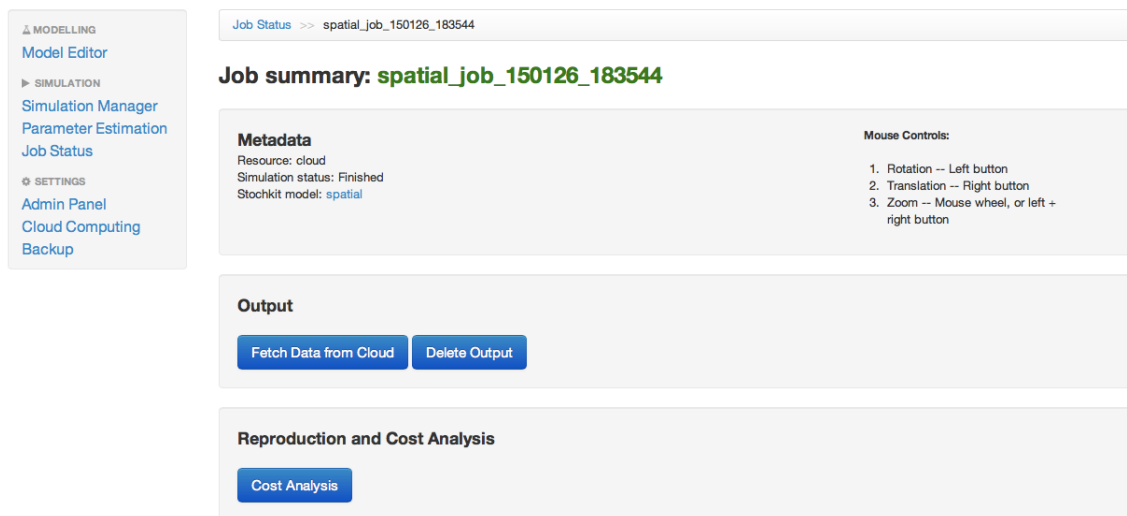 MODELLING
Model Editor
SIMULATION
Simulation Manager
Parameter Estimation
Job Status
SETTINGS
Admin Panel
Cloud Computing
Backup
Job Status >> spatial_job_150126_183544
Job summary: spatial_job_150126_183544
Metadata
Resource: cloud
Simulation status: Finished
Stochkit model: spatial
Mouse Controls:
1. Rotation -- Left button
2. Translation -- Right button
3. Zoom -- Mouse wheel, or left +
right button
Output
Fetch Data from Cloud
Delete Output
Reproduction and Cost Analysis
Cost Analysis